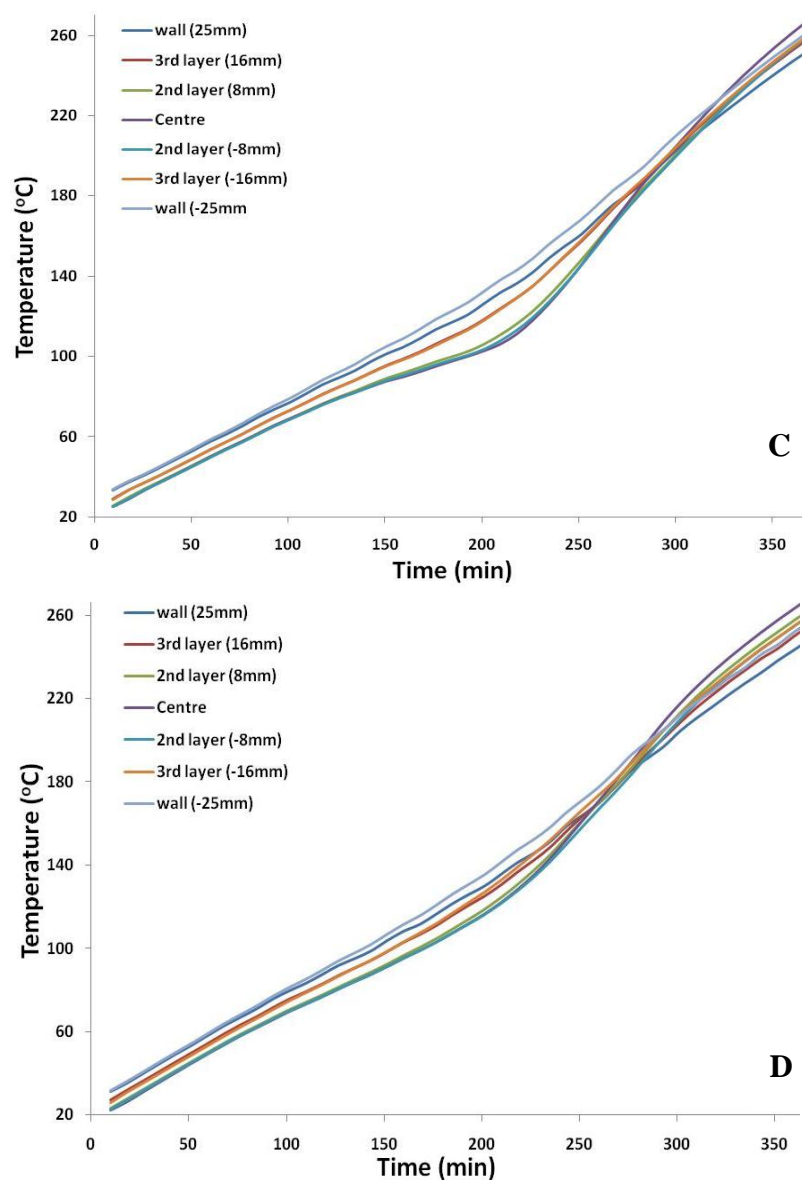 260
220
180
140
100
60
20
Temperature (°C)
wall (25mm)
3rd layer (16mm)
2nd layer (8mm)
Centre
2nd layer (-8mm)
3rd layer (-16mm)
wall (-25mm
C
0 50 100 150 200 250 300 350
Time (min)
260
220
180
140
100
60
20
Temperature (°C)
wall (25mm)
3rd layer (16mm)
2nd layer (8mm)
Centre
2nd layer (-8mm)
3rd layer (-16mm)
wall (-25mm)
D
0 50 100 150 200 250 300 350
Time (min)